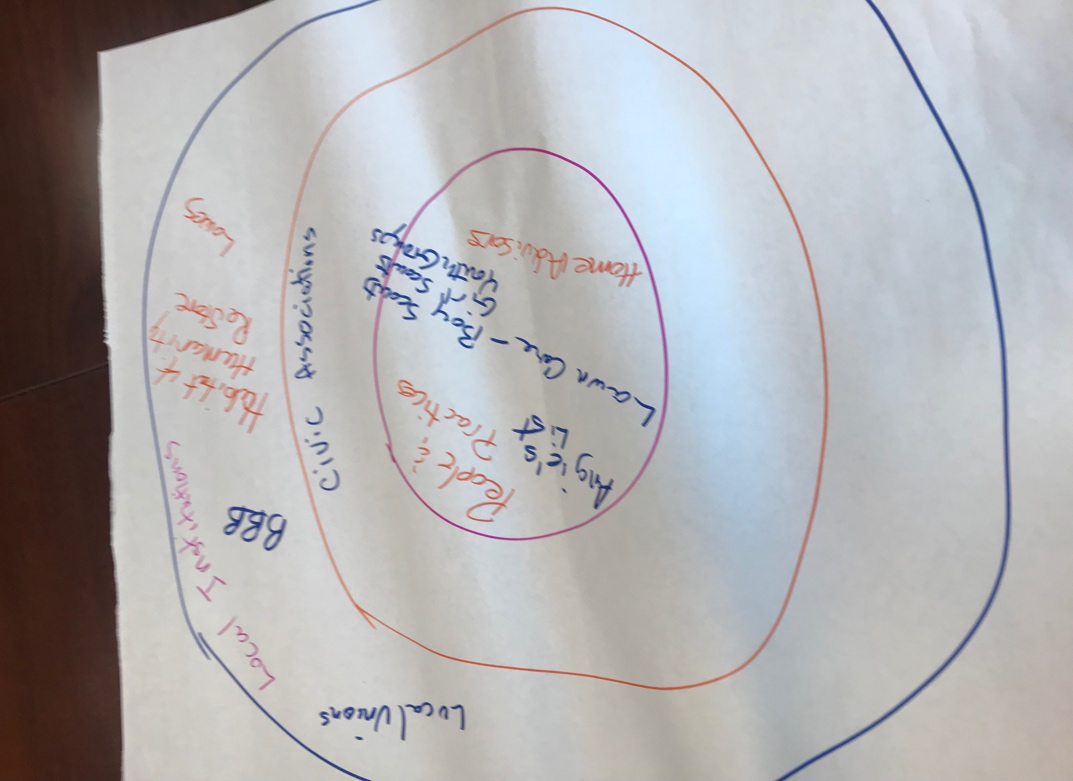 Local Institutions
Local Unions
BBB
Habitat for
Humanity
ReStore
Lowes
Civic Associations
People &
Practices
Angie's
List
Lawn Care - Boy Scouts
Girl Scouts
Youth Groups
Home Advisors